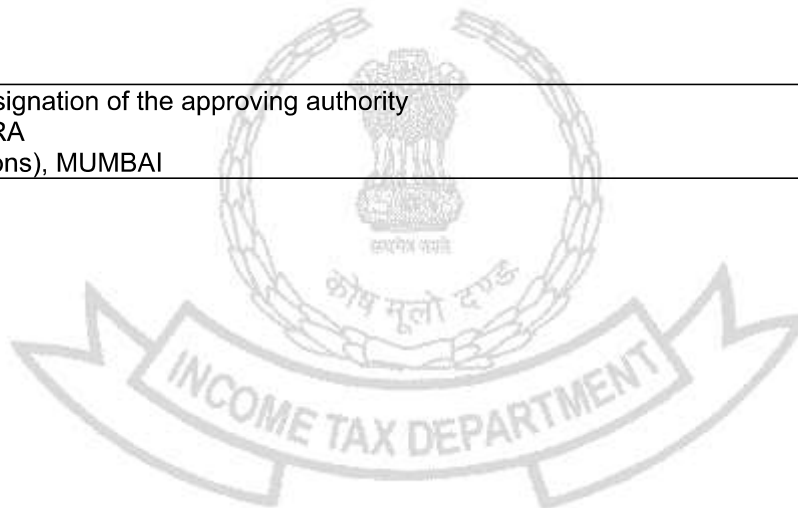 signation of the approving authority
RA
ons), MUMBAI
सत्यमेव जयते
कोष मूलो दण्डः
INCOME TAX DEPARTMENT